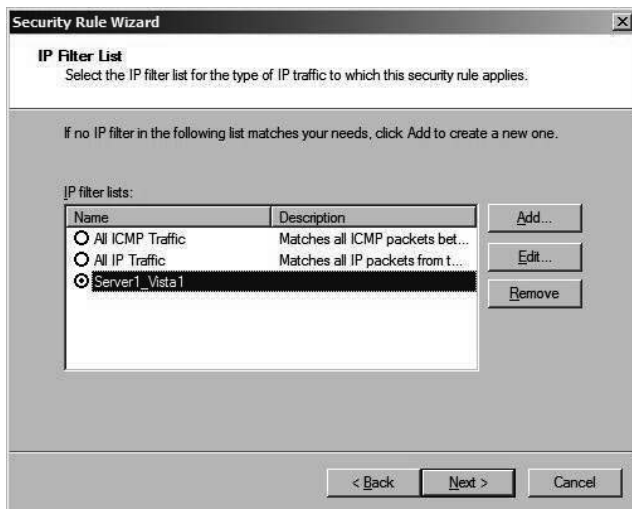 Security Rule Wizard
IP Filter List
Select the IP filter list for the type of IP traffic to which this security rule applies.
If no IP filter in the following list matches your needs, click Add to create a new one.
IP filter lists:
Name Description
All ICMP Traffic Matches all ICMP packets bet...
All IP Traffic Matches all IP packets from t...
Server1_Vista1
Add...
Edit...
Remove
< Back Next > Cancel